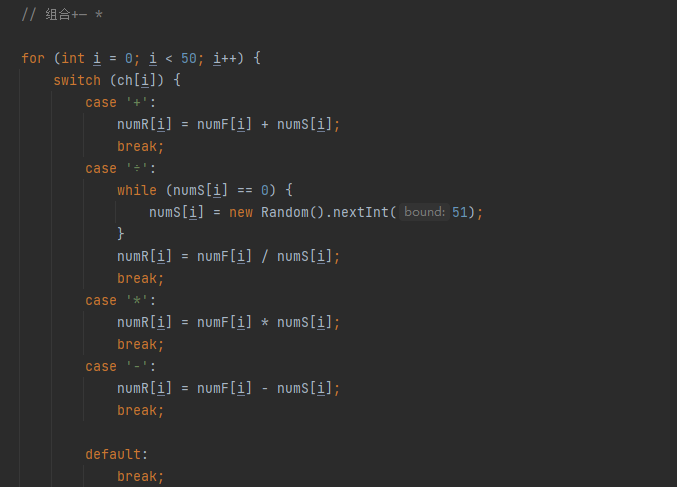 // 组合+— *
for (int i = 0; i < 50; i++) {
switch (ch[i]) {
case '+':
numR[i] = numF[i] + numS[i];
break;
case '÷':
while (numS[i] == 0) {
numS[i] = new Random().nextInt( bound: 51);
}
numR[i] = numF[i] / numS[i];
break;
case '*':
numR[i] = numF[i] * numS[i];
break;
case '-':
numR[i] = numF[i] - numS[i];
break;
default:
break;